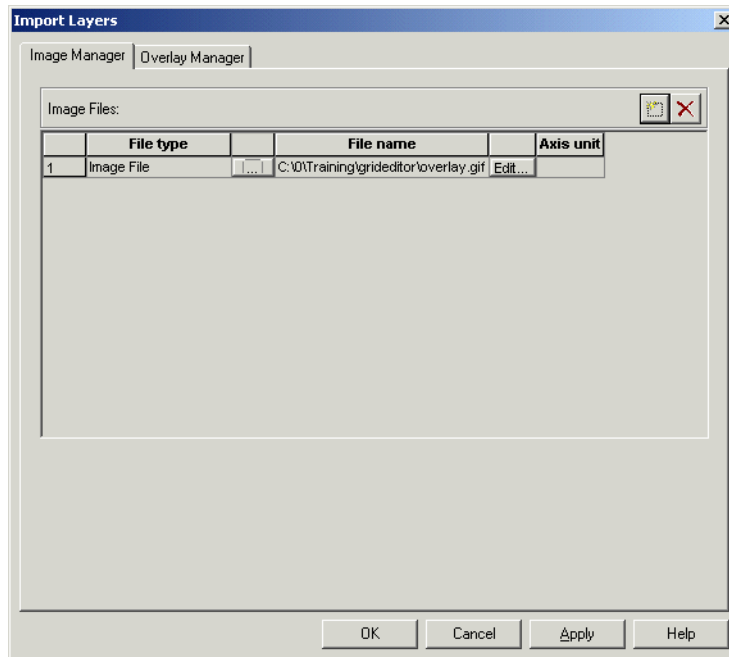 Import Layers
Image Manager Overlay Manager
Image Files:
File type File name Axis unit
1 Image File ... C:\0\Training\grideditor\overlay.gif Edit...
OK Cancel Apply Help